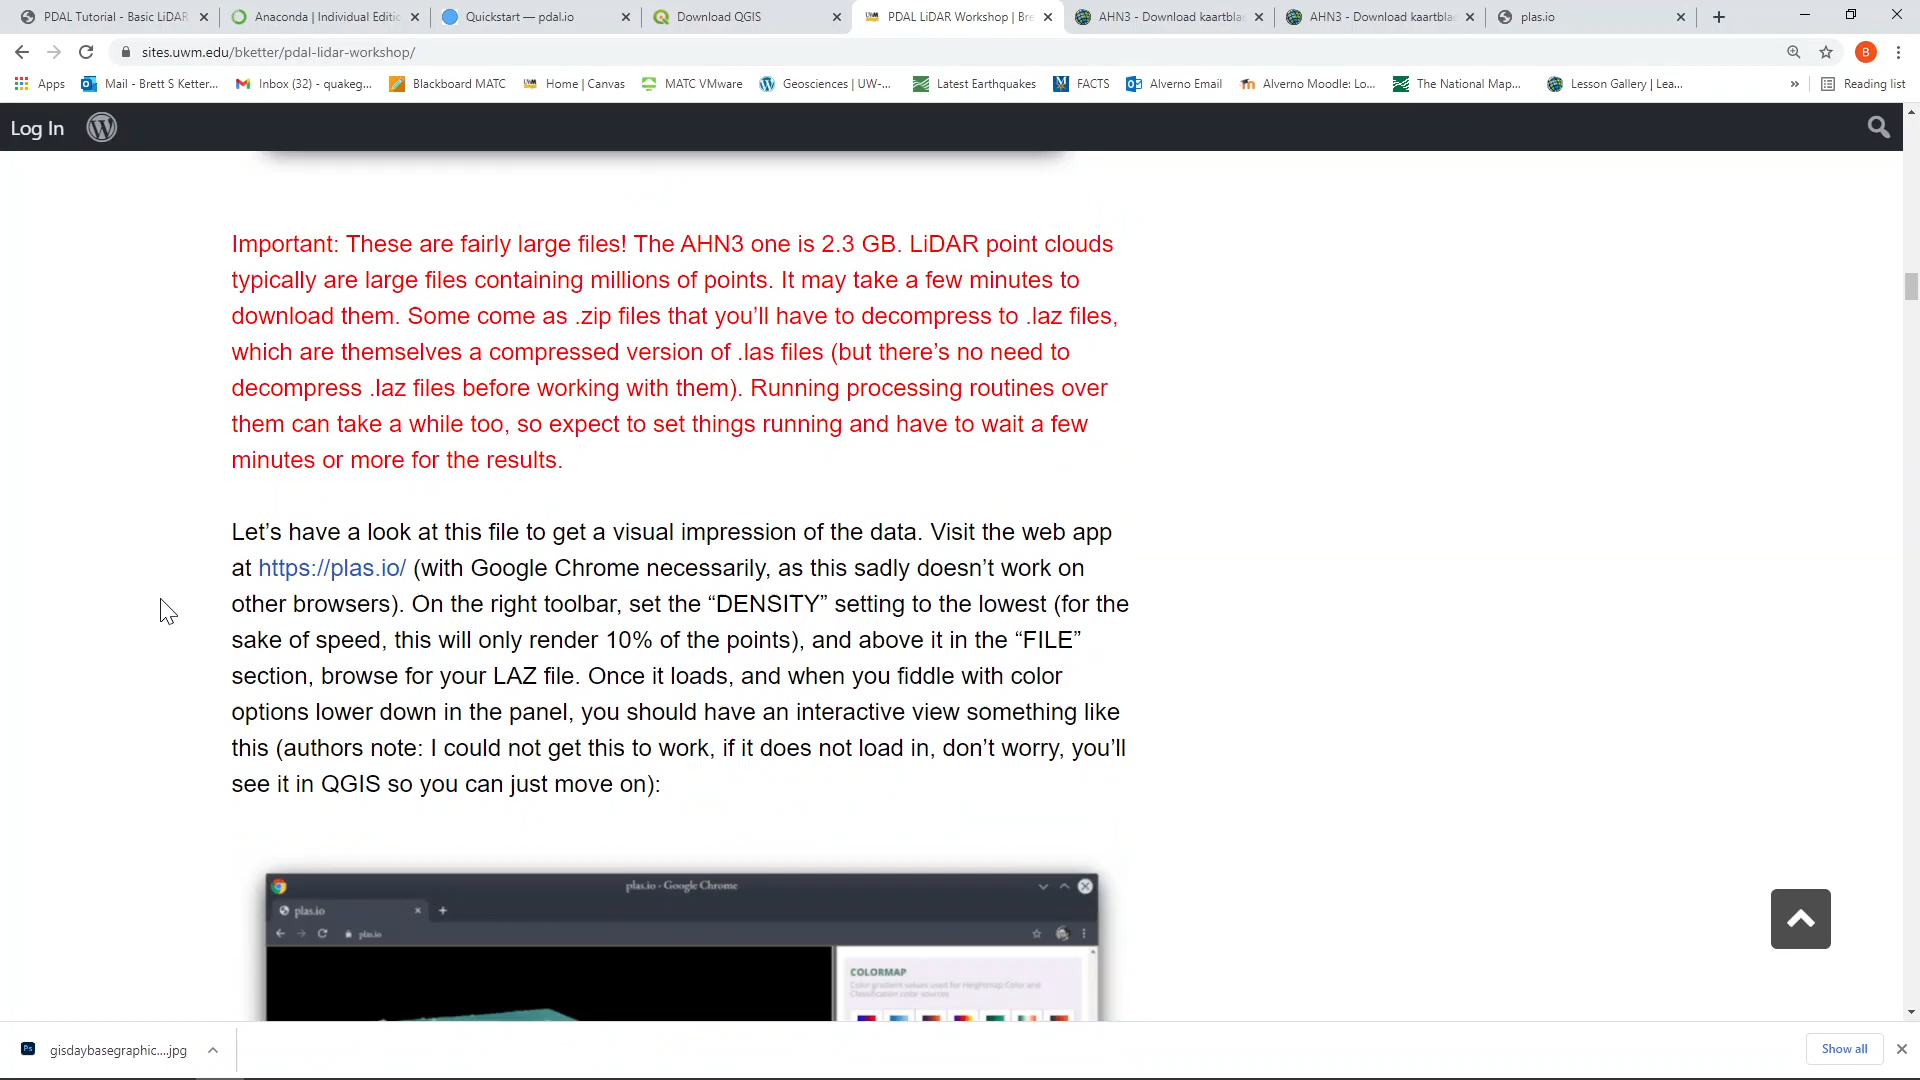 PDAL Tutorial - Basic LiDAR
Anaconda | Individual Editic
Quickstart — pdal.io
Download QGIS
PDAL LiDAR Workshop | Bre
AHN3 - Download kaartbla
AHN3 - Download kaartbla
plas.io
sites.uwm.edu/bketter/pdal-lidar-workshop/
B
Apps
Mail - Brett S Ketter...
Inbox (32) - quakeg...
Blackboard MATC
Home | Canvas
MATC VMware
Geosciences | UW-...
Latest Earthquakes
FACTS
Alverno Email
Alverno Moodle: Lo...
The National Map...
Lesson Gallery | Lea...
»
Reading list
Log In
Important: These are fairly large files! The AHN3 one is 2.3 GB. LiDAR point clouds
typically are large files containing millions of points. It may take a few minutes to
download them. Some come as .zip files that you’ll have to decompress to .laz files,
which are themselves a compressed version of .las files (but there’s no need to
decompress .laz files before working with them). Running processing routines over
them can take a while too, so expect to set things running and have to wait a few
minutes or more for the results.
Let’s have a look at this file to get a visual impression of the data. Visit the web app
at https://plas.io/ (with Google Chrome necessarily, as this sadly doesn’t work on
other browsers). On the right toolbar, set the “DENSITY” setting to the lowest (for the
sake of speed, this will only render 10% of the points), and above it in the “FILE”
section, browse for your LAZ file. Once it loads, and when you fiddle with color
options lower down in the panel, you should have an interactive view something like
this (authors note: I could not get this to work, if it does not load in, don’t worry, you’ll
see it in QGIS so you can just move on):
plas.io - Google Chrome
plas.io
plas.io
COLORMAP
Color gradient values used for Heightmap Color and
Classification color sources
Ps
gisdaybasegraphic....jpg
Show all